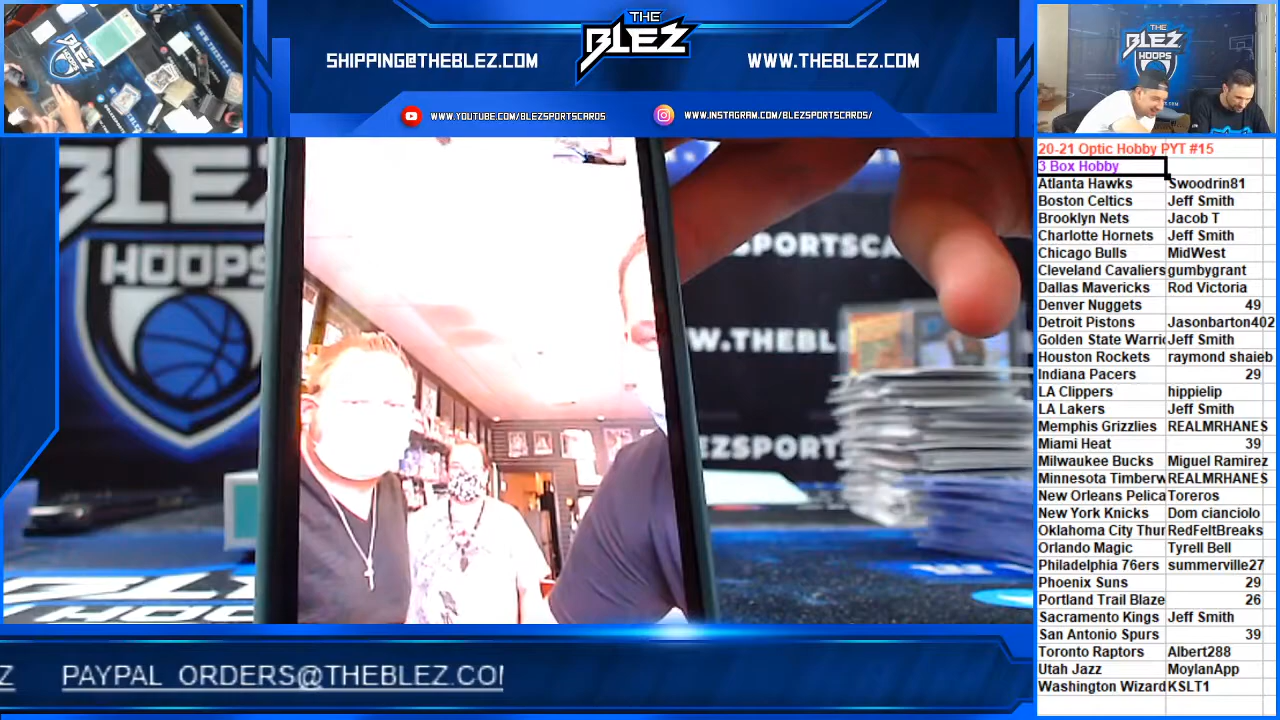 THE
BLEZ
SHIPPING@THEBLEZ.COM
WWW.THEBLEZ.COM
WWW.YOUTUBE.COM/BLEZSPORTSCARDS
WWW.INSTAGRAM.COM/BLEZSPORTSCARDS/
THE
BLEZ
HOOPS
20-21 Optic Hobby PYT #15
3 Box Hobby
Atlanta Hawks Swoodrin81
Boston Celtics Jeff Smith
Brooklyn Nets Jacob T
Charlotte Hornets Jeff Smith
Chicago Bulls MidWest
Cleveland Cavaliers gumbygrant
Dallas Mavericks Rod Victoria
Denver Nuggets 49
Detroit Pistons Jasonbarton402
Golden State Warri Jeff Smith
Houston Rockets raymond shaieb
Indiana Pacers 29
LA Clippers hippielip
LA Lakers Jeff Smith
Memphis Grizzlies REALMRHANES
Miami Heat 39
Milwaukee Bucks Miguel Ramirez
Minnesota Timberw REALMRHANES
New Orleans Pelica Toreros
New York Knicks Dom cianciolo
Oklahoma City Thur RedFeltBreaks
Orlando Magic Tyrell Bell
Philadelphia 76ers summerville27
Phoenix Suns 29
Portland Trail Blaze 26
Sacramento Kings Jeff Smith
San Antonio Spurs 39
Toronto Raptors Albert288
Utah Jazz MoylanApp
Washington Wizard KSLT1
BLEZ
HOOPS
SPORTSCA
W.THEBLE
EZSPORT
Z PAYPAL ORDERS@THEBLEZ.COM